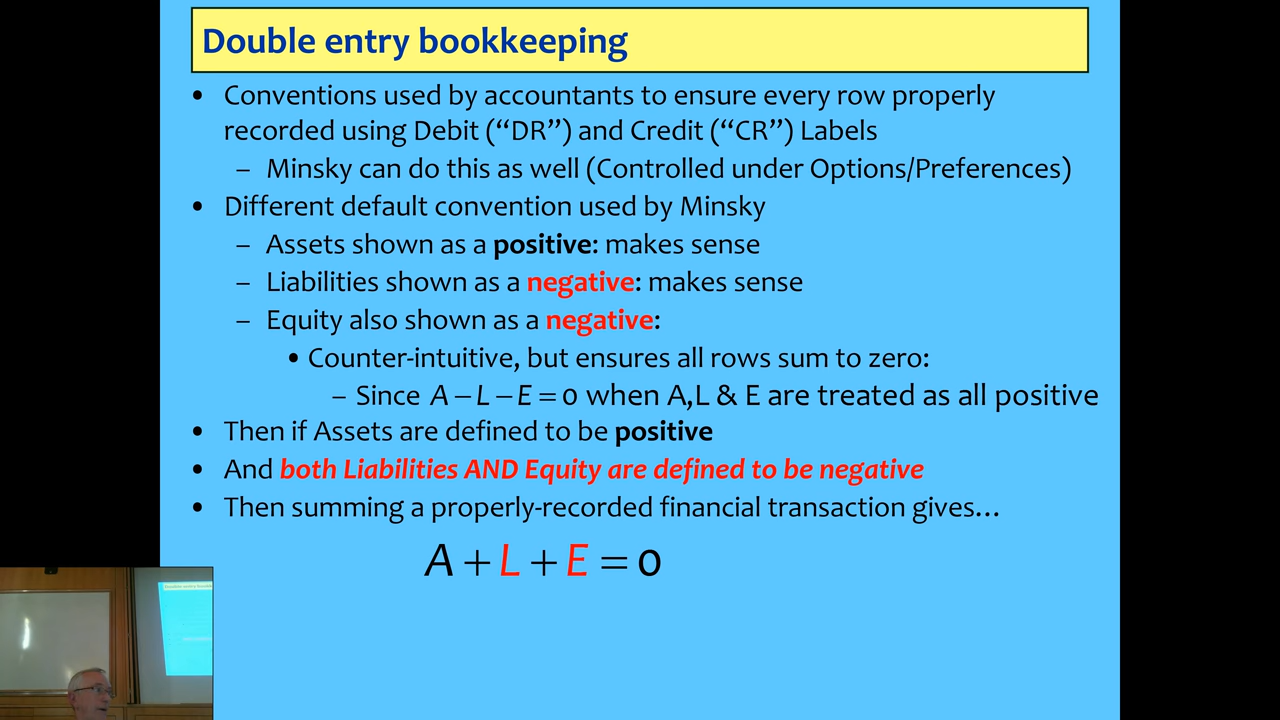 Double entry bookkeeping
• Conventions used by accountants to ensure every row properly
recorded using Debit (“DR”) and Credit (“CR”) Labels
– Minsky can do this as well (Controlled under Options/Preferences)
• Different default convention used by Minsky
– Assets shown as a positive: makes sense
– Liabilities shown as a negative: makes sense
– Equity also shown as a negative:
• Counter-intuitive, but ensures all rows sum to zero:
– Since A – L – E = 0 when A,L & E are treated as all positive
• Then if Assets are defined to be positive
• And both Liabilities AND Equity are defined to be negative
• Then summing a properly-recorded financial transaction gives…
A + L + E = 0